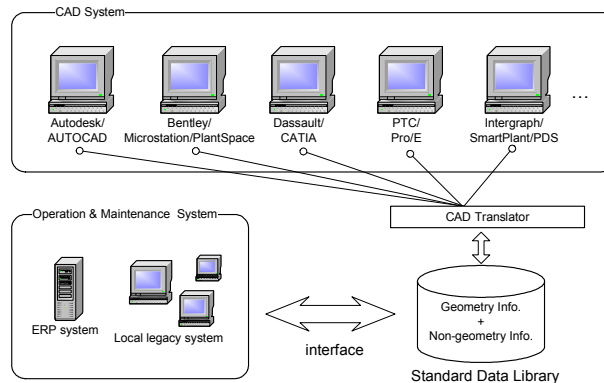 CAD System
Autodesk/
AUTOCAD
Bentley/
Microstation/PlantSpace
Dassault/
CATIA
PTC/
Pro/E
Intergraph/
SmartPlant/PDS
...
CAD Translator
Operation & Maintenance System
ERP system
Local legacy system
interface
Geometry Info.
+
Non-geometry Info.
Standard Data Library